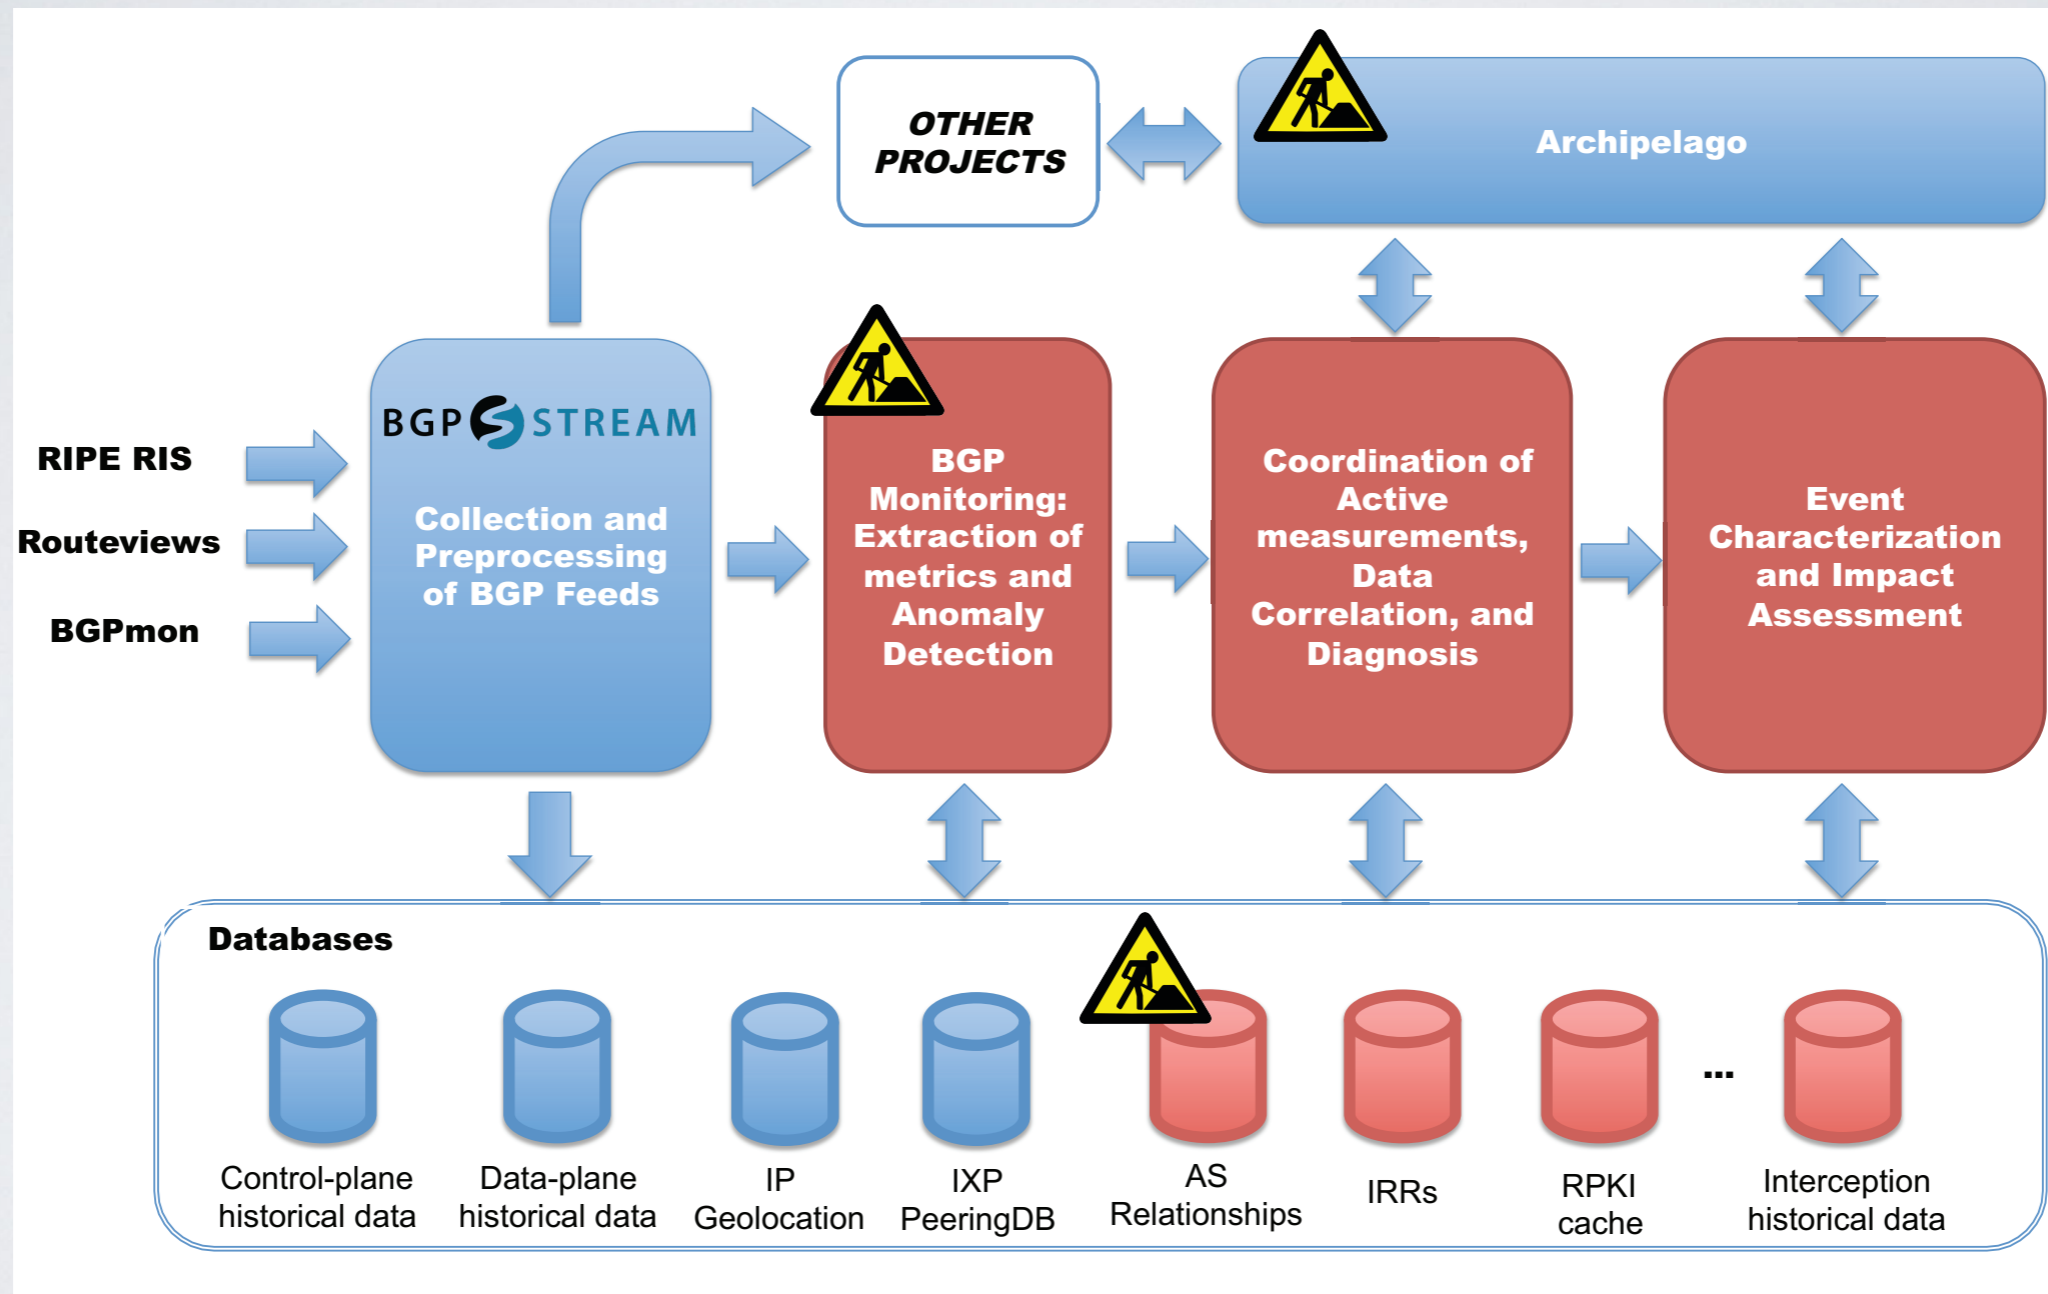 OTHER
PROJECTS
Archipelago
RIPE RIS
Routeviews
BGPmon
BGP STREAM
Collection and
Preprocessing
of BGP Feeds
BGP
Monitoring:
Extraction of
metrics and
Anomaly
Detection
Coordination of
Active
measurements,
Data
Correlation, and
Diagnosis
Event
Characterization
and Impact
Assessment
Databases
Control-plane
historical data
Data-plane
historical data
IP
Geolocation
IXP
PeeringDB
AS
Relationships
IRRs
RPKI
cache
...
Interception
historical data